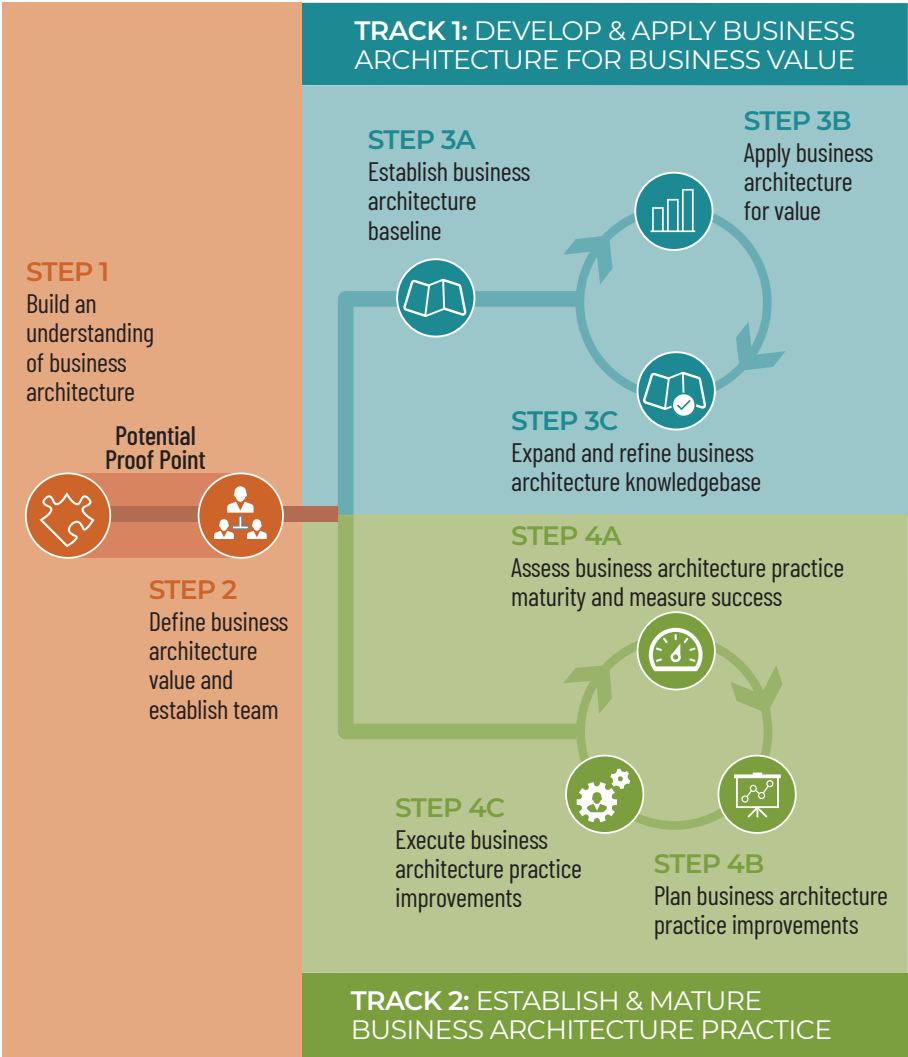 TRACK 1: DEVELOP & APPLY BUSINESS
ARCHITECTURE FOR BUSINESS VALUE
STEP 1
Build an
understanding
of business
architecture
Potential
Proof Point
STEP 2
Define business
architecture
value and
establish team
STEP 3A
Establish business
architecture
baseline
STEP 3B
Apply business
architecture
for value
STEP 3C
Expand and refine business
architecture knowledgebase
STEP 4A
Assess business architecture practice
maturity and measure success
STEP 4B
Plan business architecture
practice improvements
STEP 4C
Execute business
architecture practice
improvements
TRACK 2: ESTABLISH & MATURE
BUSINESS ARCHITECTURE PRACTICE